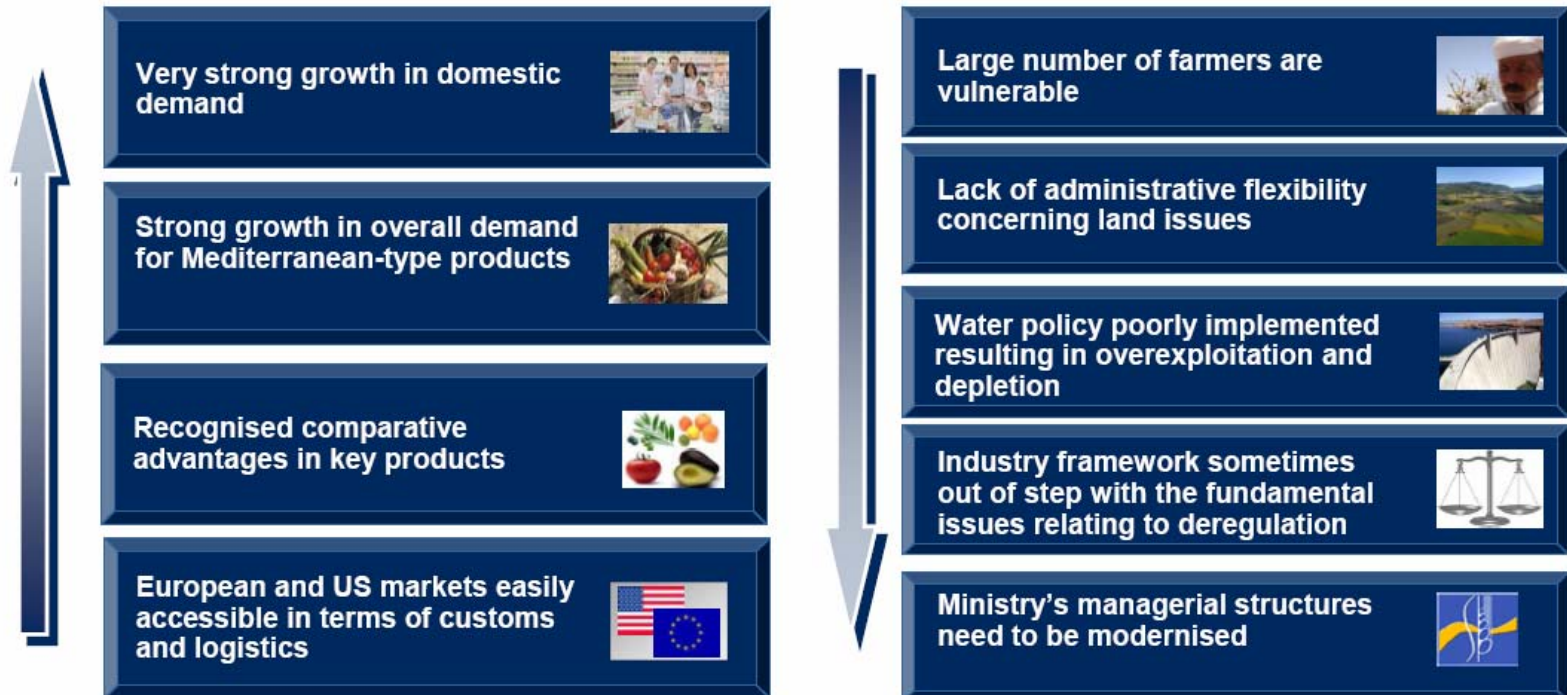 Very strong growth in domestic
demand
Strong growth in overall demand
for Mediterranean-type products
Recognised comparative
advantages in key products
European and US markets easily
accessible in terms of customs
and logistics
Large number of farmers are
vulnerable
Lack of administrative flexibility
concerning land issues
Water policy poorly implemented
resulting in overexploitation and
depletion
Industry framework sometimes
out of step with the fundamental
issues relating to deregulation
Ministry’s managerial structures
need to be modernised